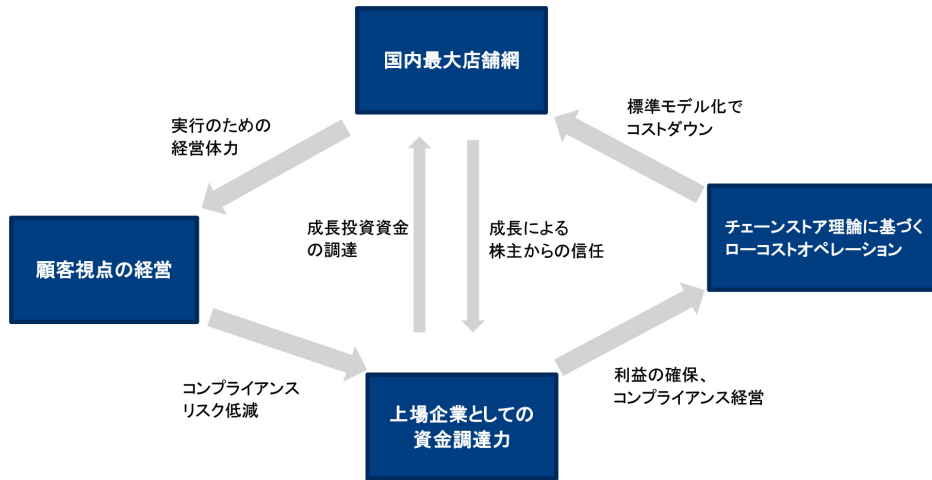 国内最大店舗網
実行のための
経営体力
標準モデル化で
コストダウン
成長投資資金
の調達
成長による
株主からの信任
顧客視点の経営
チェーンストア理論に基づく
ローコストオペレーション
コンプライアンス
リスク低減
上場企業としての
資金調達力
利益の確保、
コンプライアンス経営